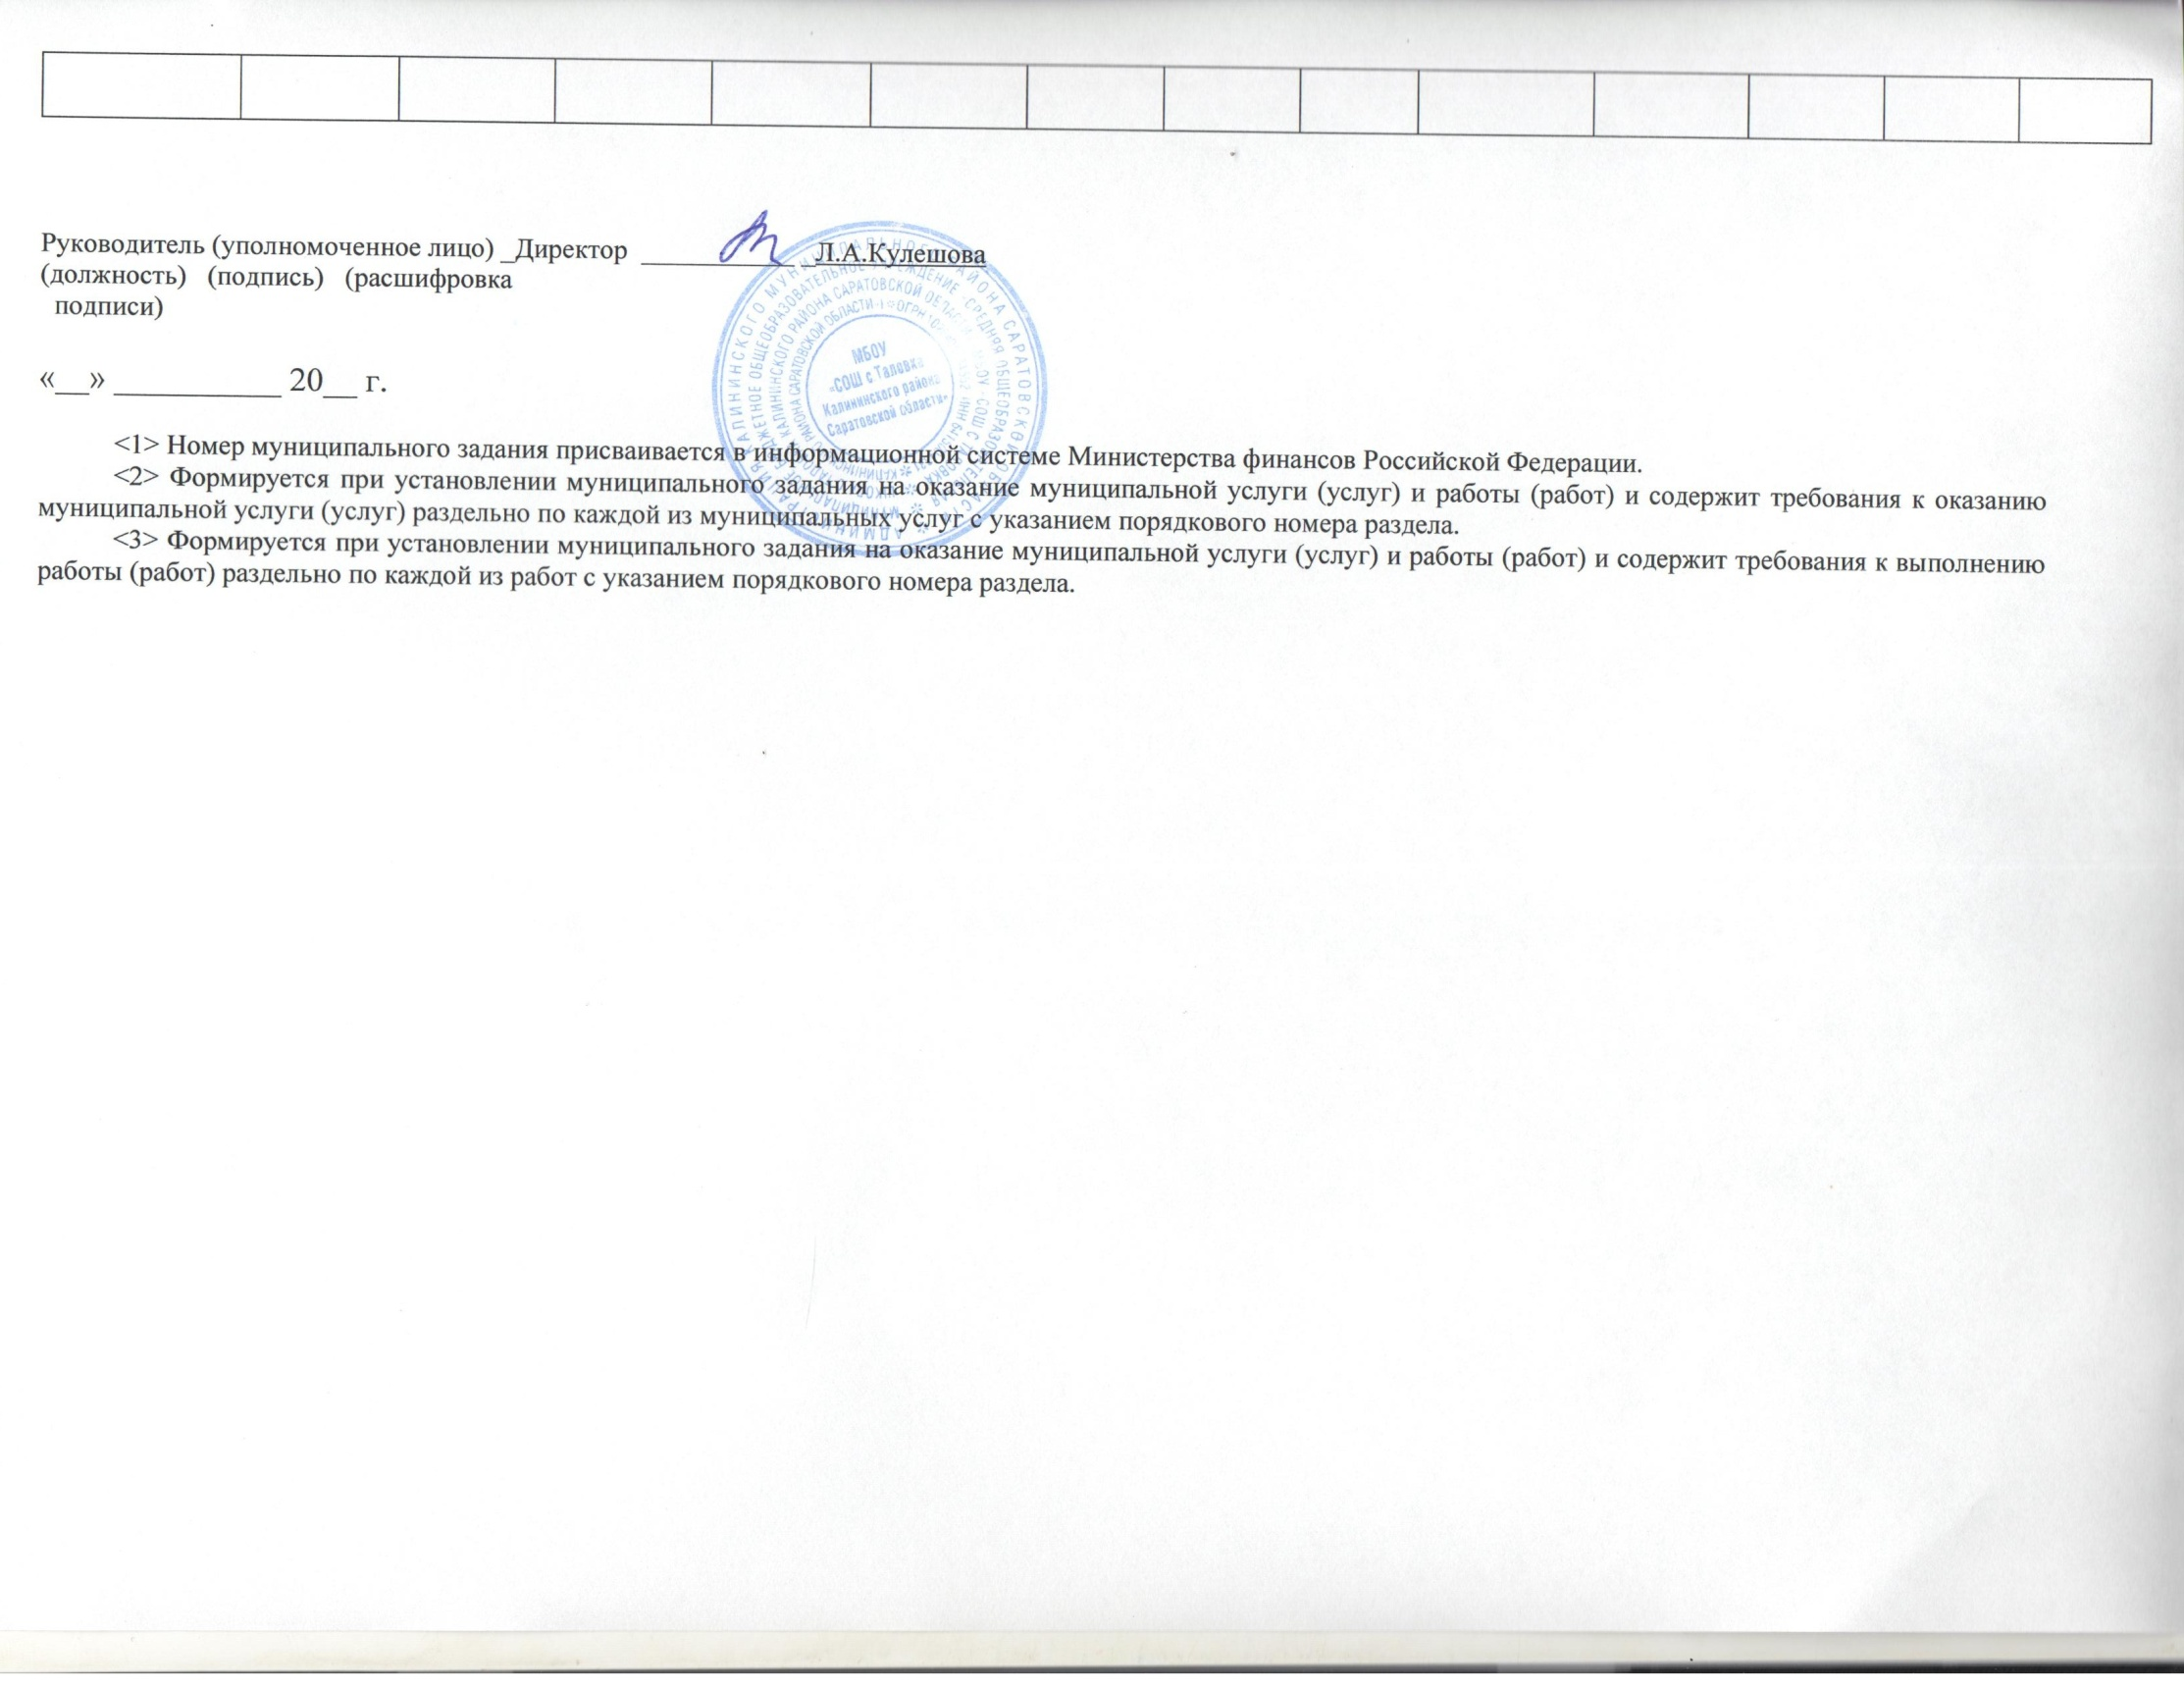 Руководитель (уполномоченное лицо) _Директор ___________ _Л.А.Кулешова
(должность) (подпись) (расшифровка
подписи)
«__» __________ 20__ г.
МБОУ
«СОШ с Таловка
Калининского района
Саратовской области»
<1> Номер муниципального задания присваивается в информационной системе Министерства финансов Российской Федерации.
<2> Формируется при установлении муниципального задания на оказание муниципальной услуги (услуг) и работы (работ) и содержит требования к оказанию
муниципальной услуги (услуг) раздельно по каждой из муниципальных услуг с указанием порядкового номера раздела.
<3> Формируется при установлении муниципального задания на оказание муниципальной услуги (услуг) и работы (работ) и содержит требования к выполнению
работы (работ) раздельно по каждой из работ с указанием порядкового номера раздела.